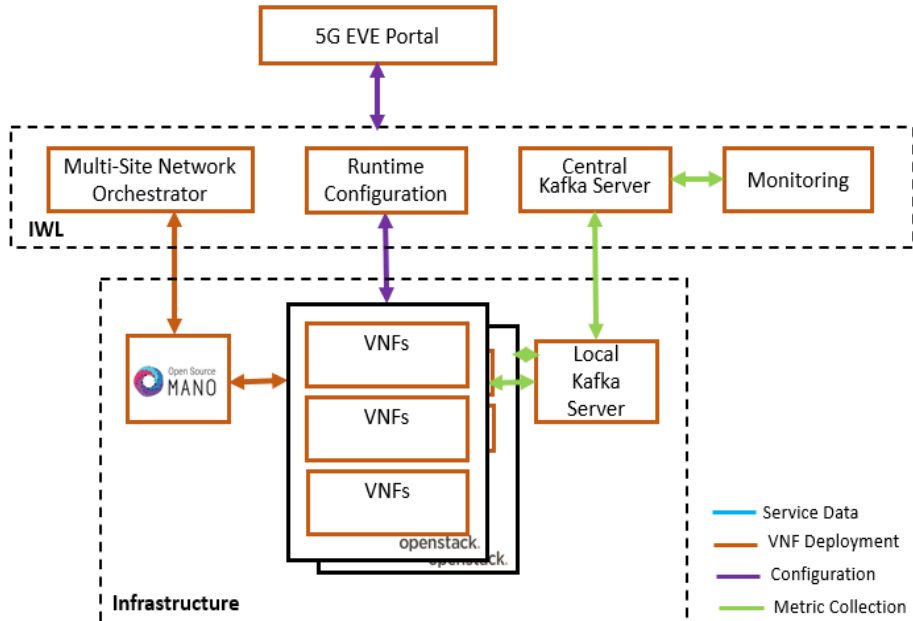 5G EVE Portal
Multi-Site Network
Orchestrator
Runtime
Configuration
Central
Kafka Server
Monitoring
IWL
Open Source
MANO
VNFs
VNFs
VNFs
openstack.
openstack.
Local
Kafka
Server
Infrastructure
Service Data
VNF Deployment
Configuration
Metric Collection